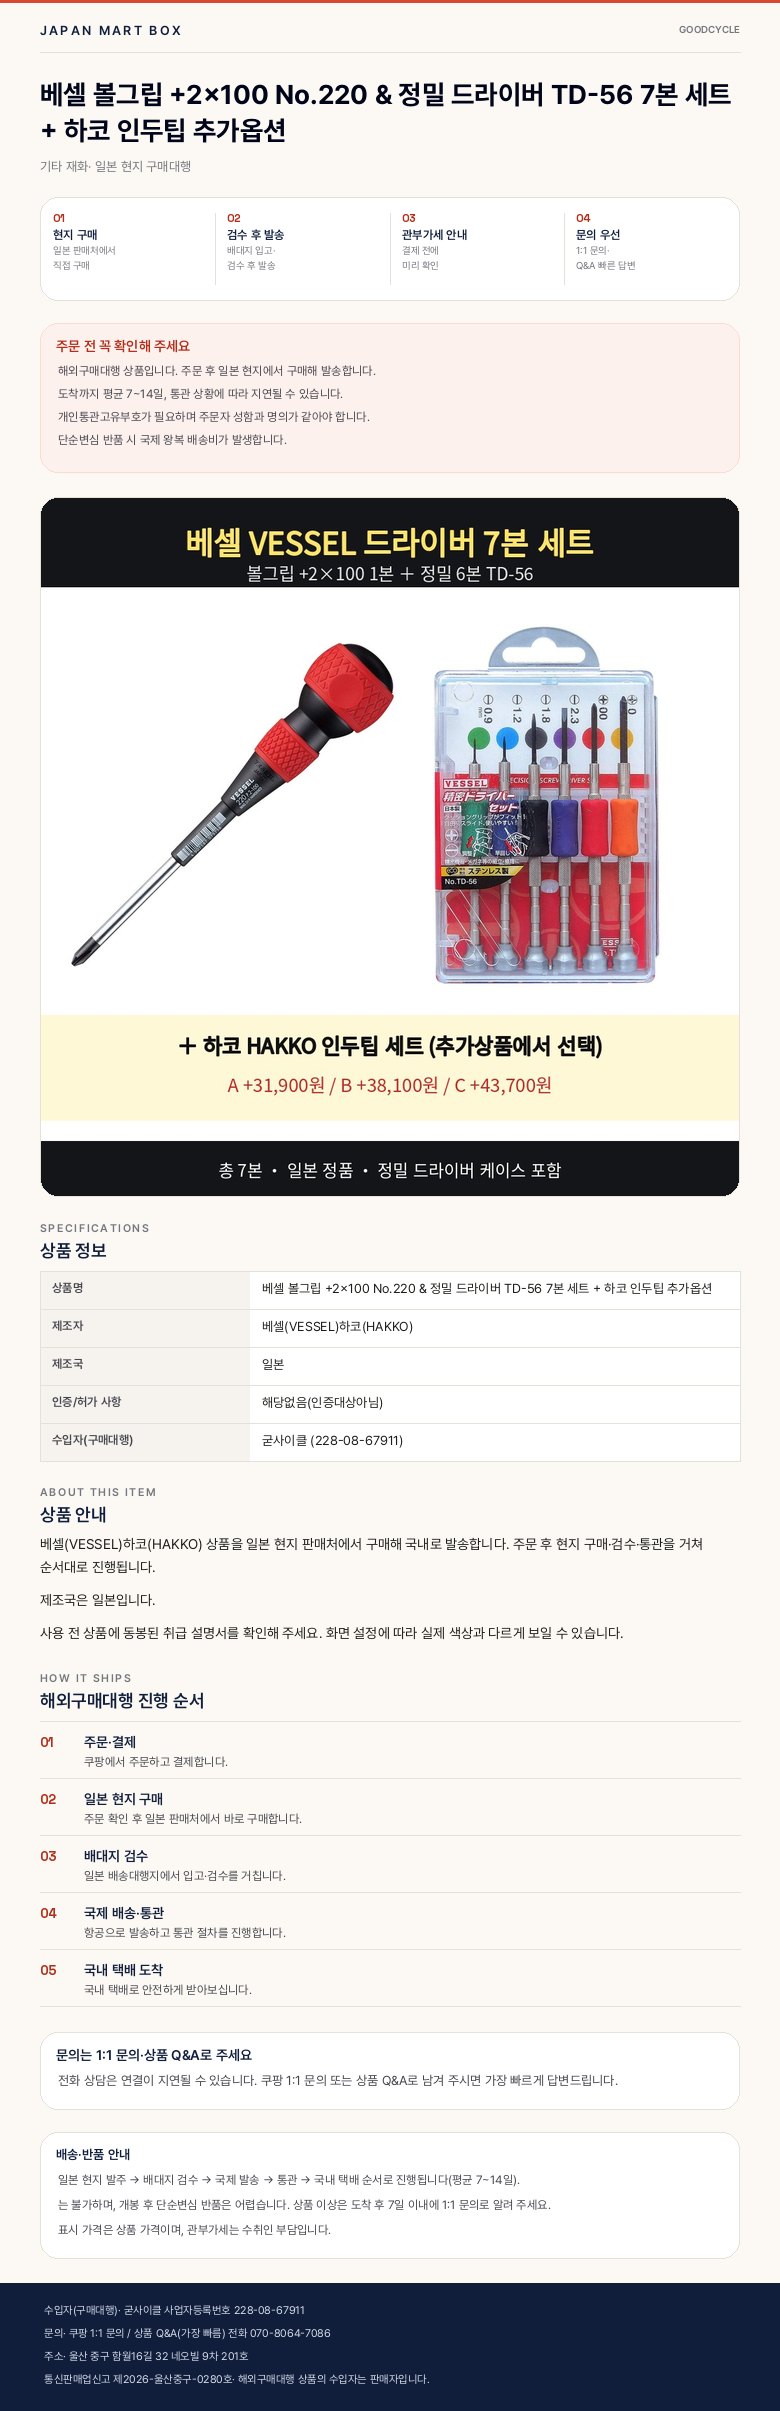 JAPAN MART BOX
GOODCYCLE
베셀 볼그립 +2×100 No.220 & 정밀 드라이버 TD-56 7본 세트
+ 하코 인두팁 추가옵션
기타 재화· 일본 현지 구매대행
01
현지 구매
일본 판매처에서
직접 구매
02
검수 후 발송
배대지 입고·
검수 후 발송
03
관부가세 안내
결제 전에
미리 확인
04
문의 우선
1:1 문의·
Q&A 빠른 답변
주문 전 꼭 확인해 주세요
해외구매대행 상품입니다. 주문 후 일본 현지에서 구매해 발송합니다.
도착까지 평균 7~14일, 통관 상황에 따라 지연될 수 있습니다.
개인통관고유부호가 필요하며 주문자 성함과 명의가 같아야 합니다.
단순변심 반품 시 국제 왕복 배송비가 발생합니다.
베셀 VESSEL 드라이버 7본 세트
볼그립 +2×100 1본 + 정밀 6본 TD-56
VESSEL
⊖0.9
⊖1.2
⊖1.8
⊖2.3
⊕00
⊕0
VESSEL
精密ドライバー
セット
日本製
ステンレス製
No.TD-56
+ 하코 HAKKO 인두팁 세트 (추가상품에서 선택)
A +31,900원 / B +38,100원 / C +43,700원
총 7본 • 일본 정품 • 정밀 드라이버 케이스 포함
SPECIFICATIONS
상품 정보
상품명 베셀 볼그립 +2×100 No.220 & 정밀 드라이버 TD-56 7본 세트 + 하코 인두팁 추가옵션
제조자 베셀(VESSEL)하코(HAKKO)
제조국 일본
인증/허가 사항 해당없음(인증대상아님)
수입자(구매대행) 굳사이클 (228-08-67911)
ABOUT THIS ITEM
상품 안내
베셀(VESSEL)하코(HAKKO) 상품을 일본 현지 판매처에서 구매해 국내로 발송합니다. 주문 후 현지 구매·검수·통관을 거쳐
순서대로 진행됩니다.
제조국은 일본입니다.
사용 전 상품에 동봉된 취급 설명서를 확인해 주세요. 화면 설정에 따라 실제 색상과 다르게 보일 수 있습니다.
HOW IT SHIPS
해외구매대행 진행 순서
01 주문·결제
쿠팡에서 주문하고 결제합니다.
02 일본 현지 구매
주문 확인 후 일본 판매처에서 바로 구매합니다.
03 배대지 검수
일본 배송대행지에서 입고·검수를 거칩니다.
04 국제 배송·통관
항공으로 발송하고 통관 절차를 진행합니다.
05 국내 택배 도착
국내 택배로 안전하게 받아보십니다.
문의는 1:1 문의·상품 Q&A로 주세요
전화 상담은 연결이 지연될 수 있습니다. 쿠팡 1:1 문의 또는 상품 Q&A로 남겨 주시면 가장 빠르게 답변드립니다.
배송·반품 안내
일본 현지 발주 → 배대지 검수 → 국제 발송 → 통관 → 국내 택배 순서로 진행됩니다(평균 7~14일).
는 불가하며, 개봉 후 단순변심 반품은 어렵습니다. 상품 이상은 도착 후 7일 이내에 1:1 문의로 알려 주세요.
표시 가격은 상품 가격이며, 관부가세는 수취인 부담입니다.
수입자(구매대행)· 굳사이클 사업자등록번호 228-08-67911
문의· 쿠팡 1:1 문의 / 상품 Q&A(가장 빠름) 전화 070-8064-7086
주소· 울산 중구 함월16길 32 네오빌 9차 201호
통신판매업신고 제2026-울산중구-0280호· 해외구매대행 상품의 수입자는 판매자입니다.